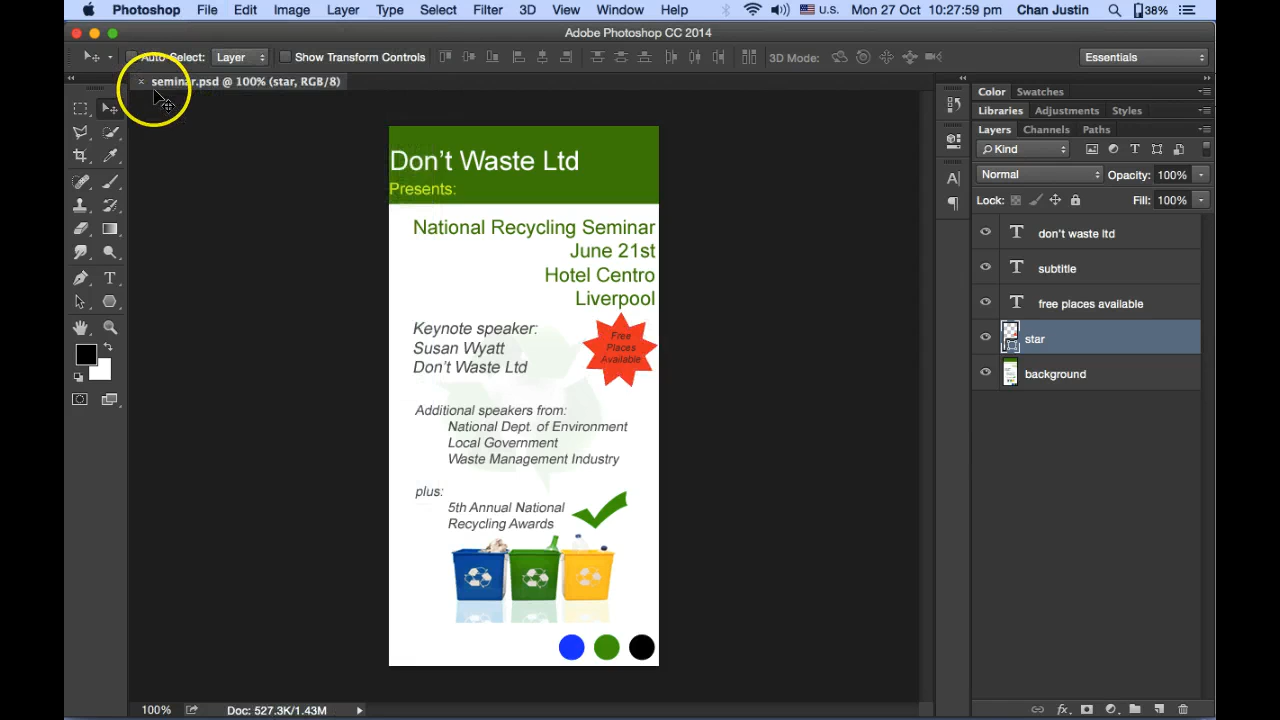 Photoshop File Edit Image Layer Type Select Filter 3D View Window Help U.S. Mon 27 Oct 10:27:59 pm Chan Justin 38%
Adobe Photoshop CC 2014
Auto-Select: Layer Show Transform Controls 3D Mode: Essentials
× seminar.psd @ 100% (star, RGB/8)
Color Swatches
Libraries Adjustments Styles
Layers Channels Paths
Kind
Normal Opacity: 100%
Lock: Fill: 100%
don't waste ltd
subtitle
free places available
star
background
Don't Waste Ltd
Presents:
National Recycling Seminar
June 21st
Hotel Centro
Liverpool
Keynote speaker:
Susan Wyatt
Don't Waste Ltd
Free
Places
Available
Additional speakers from:
National Dept. of Environment
Local Government
Waste Management Industry
plus:
5th Annual National
Recycling Awards
100% Doc: 527.3K/1.43M